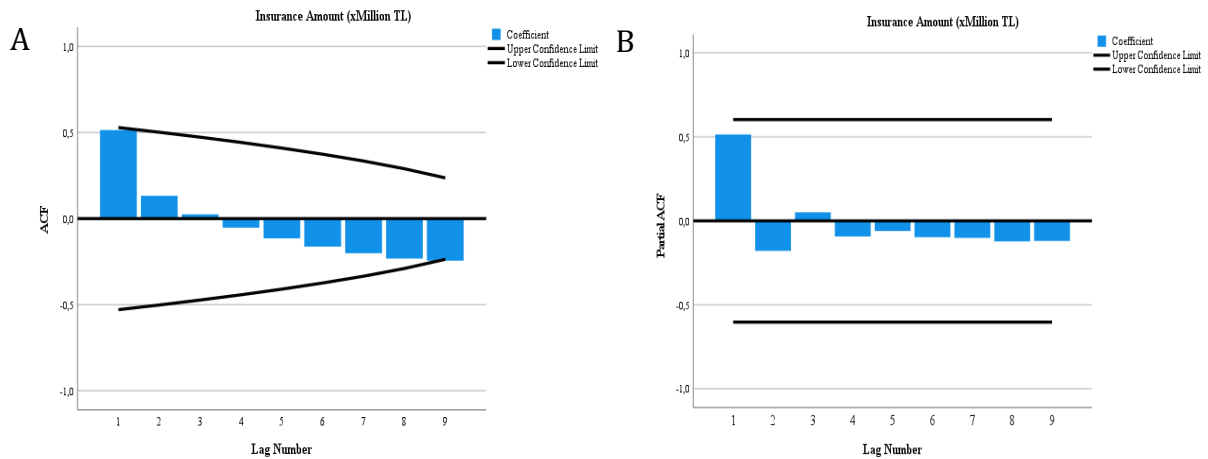 A
Insurance Amount (xMillion TL)
Coefficient
Upper Confidence Limit
Lower Confidence Limit
1,0
0,5
0,0
-0,5
-1,0
ACF
1 2 3 4 5 6 7 8 9
Lag Number
B
Insurance Amount (xMillion TL)
Coefficient
Upper Confidence Limit
Lower Confidence Limit
1,0
0,5
0,0
-0,5
-1,0
Partial ACF
1 2 3 4 5 6 7 8 9
Lag Number